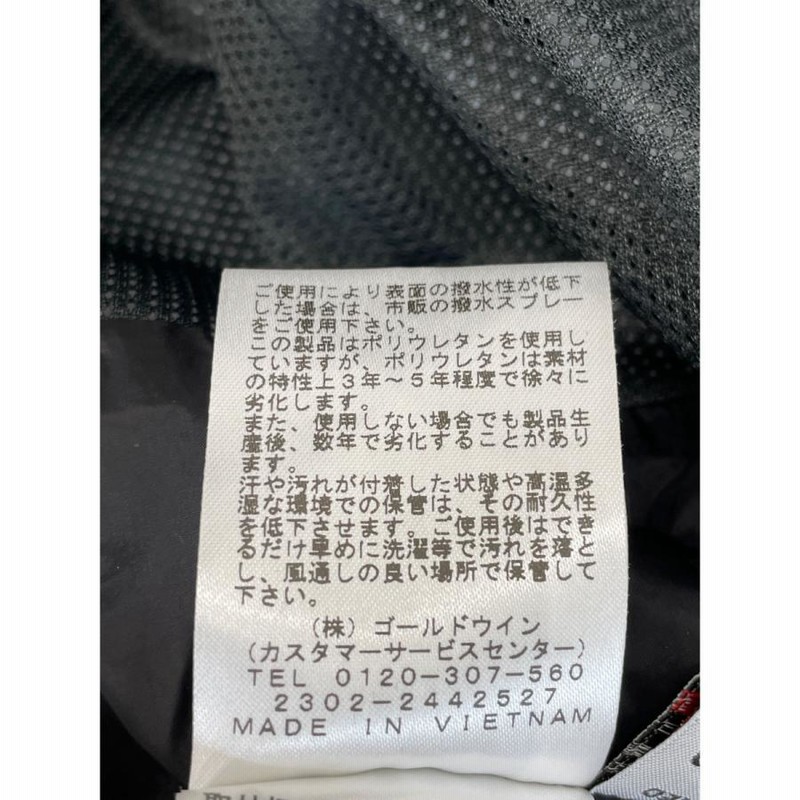 ご使用により表面の撥水性が低下
した場合は、市販の撥水スプレー
をご使用下さい。
この製品はポリウレタンを使用し
ていますが、ポリウレタンは素材
の特性上３年～５年程度で徐々に
劣化します。
また、使用しない場合でも製品生
産後、数年で劣化することがあり
ます。
汗や汚れが付着した状態や高温多
湿な環境での保管は、その耐久性
を低下させます。ご使用後はでき
るだけ早めに洗濯等で汚れを落と
し、風通しの良い場所で保管して
下さい。
（株）ゴールドウイン
（カスタマーサービスセンター）
TEL 0120-307-560
2302-2442527
MADE IN VIETNAM